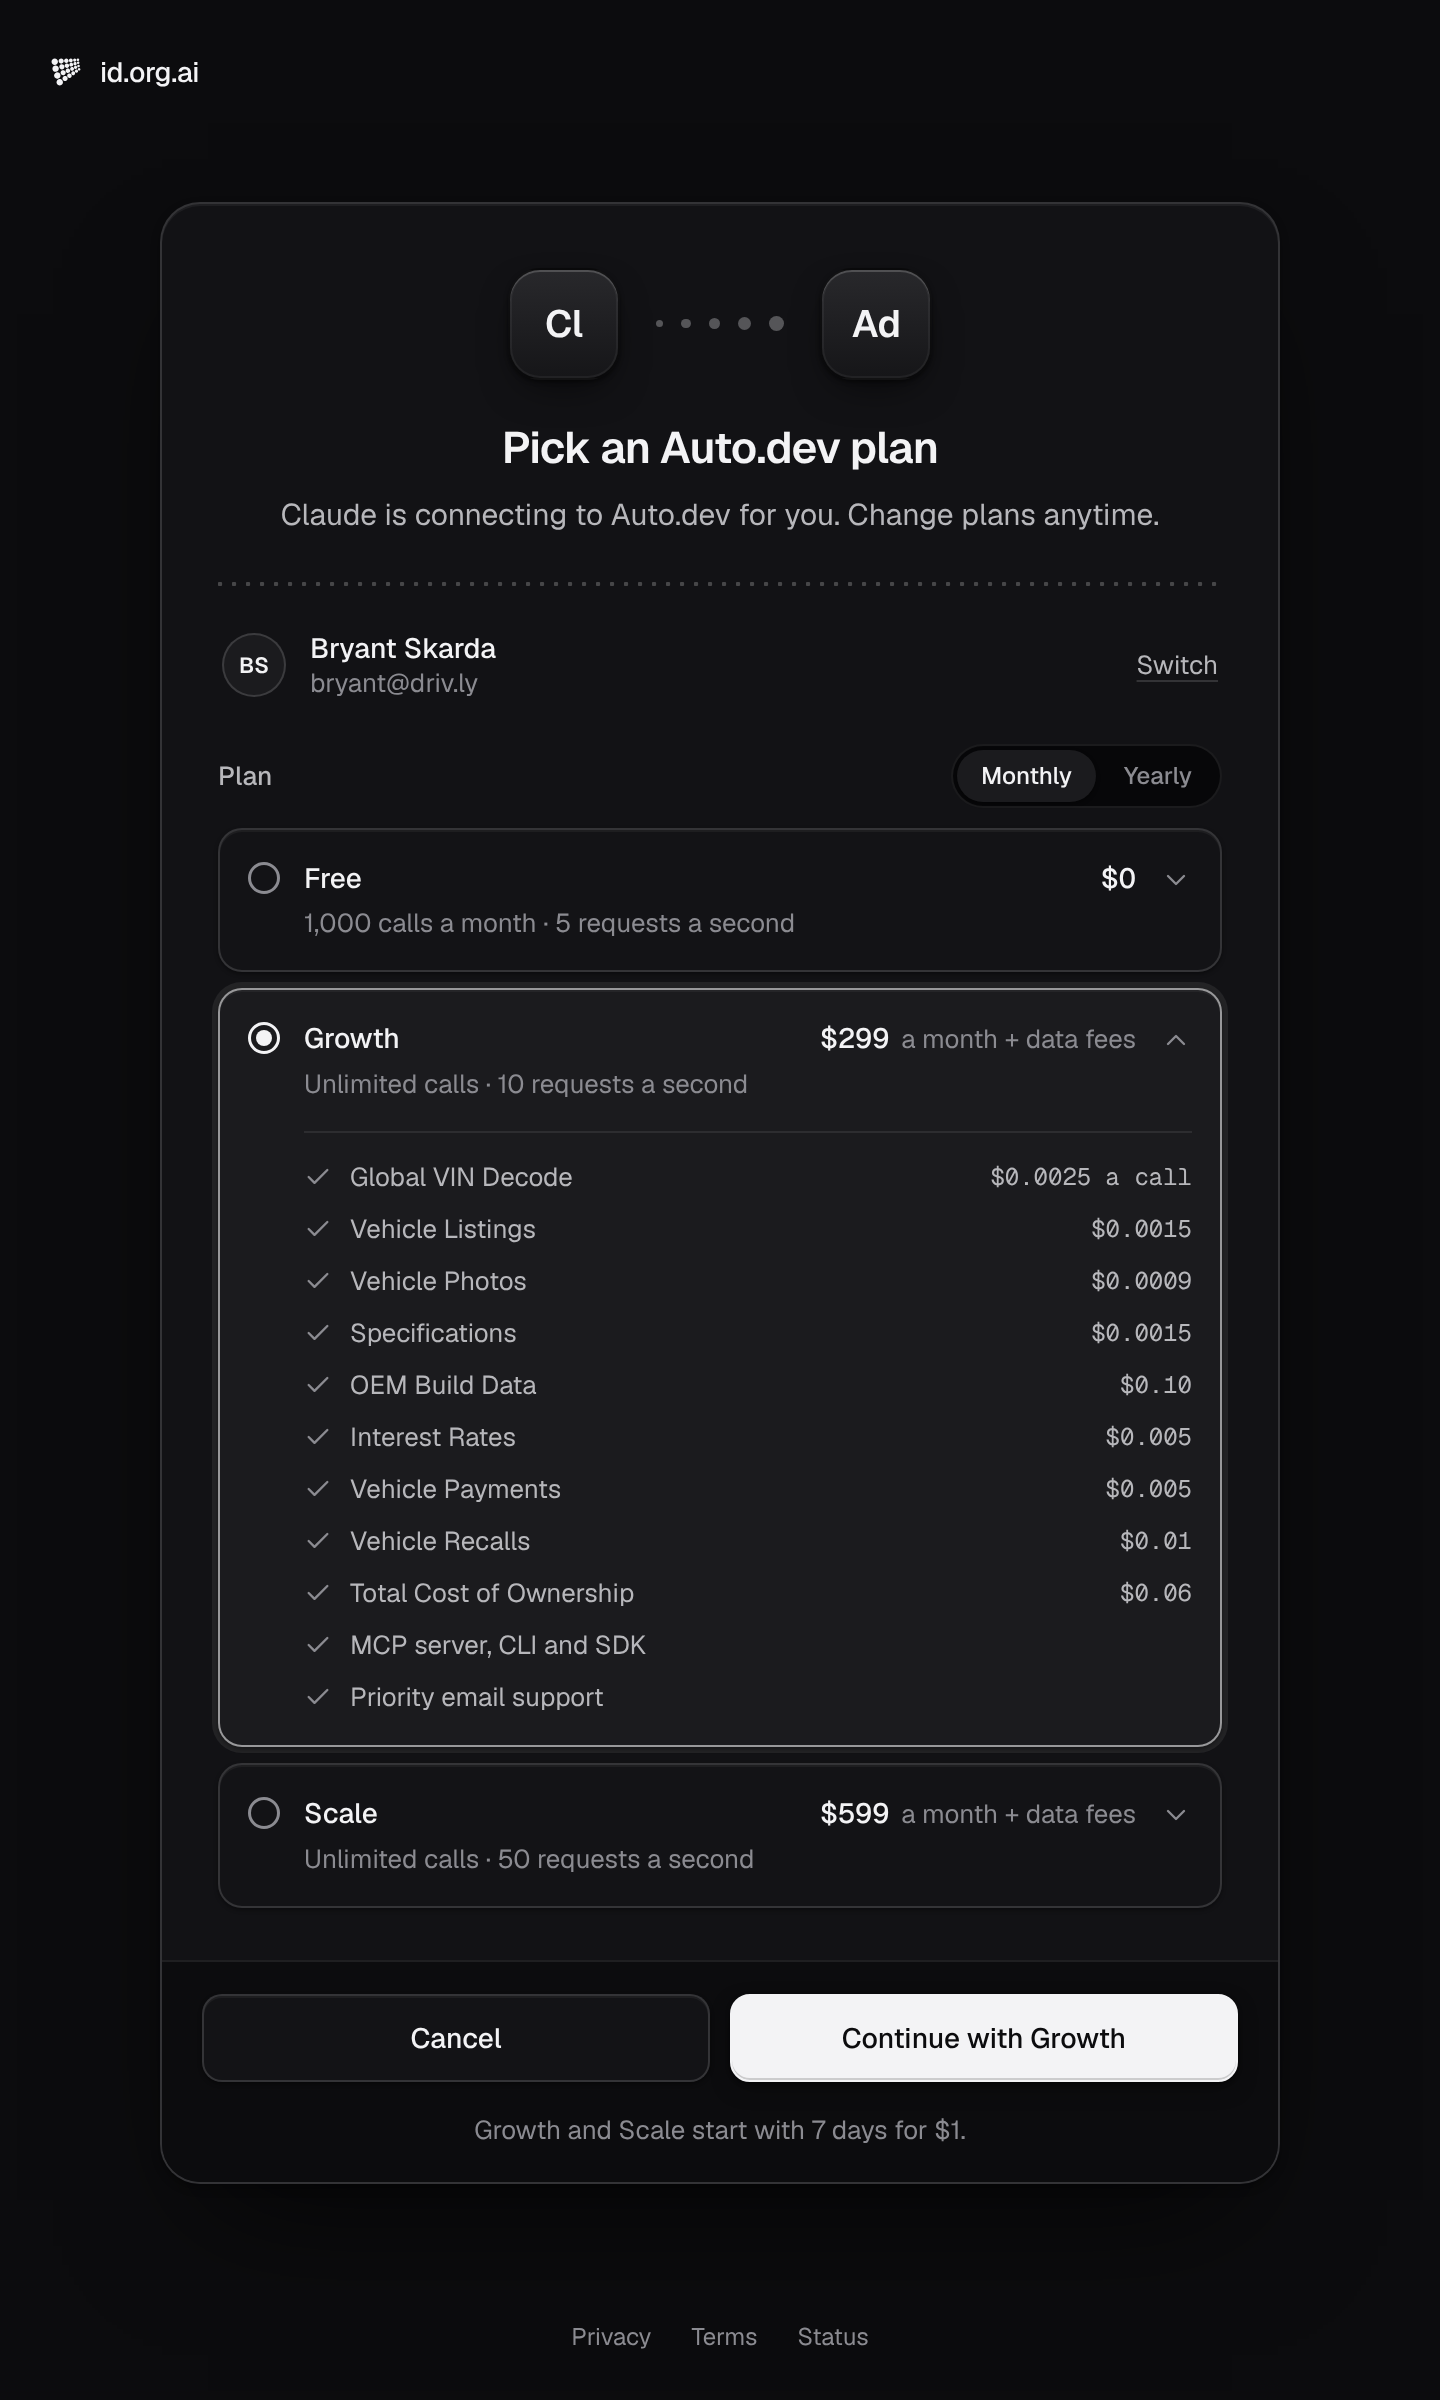 id.org.ai
Cl
Ad
Pick an Auto.dev plan
Claude is connecting to Auto.dev for you. Change plans anytime.
BS
Bryant Skarda
bryant@driv.ly
Switch
Plan
Monthly
Yearly
Free
$0
1,000 calls a month · 5 requests a second
Growth
$299 a month + data fees
Unlimited calls · 10 requests a second
Global VIN Decode $0.0025 a call
Vehicle Listings $0.0015
Vehicle Photos $0.0009
Specifications $0.0015
OEM Build Data $0.10
Interest Rates $0.005
Vehicle Payments $0.005
Vehicle Recalls $0.01
Total Cost of Ownership $0.06
MCP server, CLI and SDK
Priority email support
Scale
$599 a month + data fees
Unlimited calls · 50 requests a second
Cancel
Continue with Growth
Growth and Scale start with 7 days for $1.
Privacy Terms Status